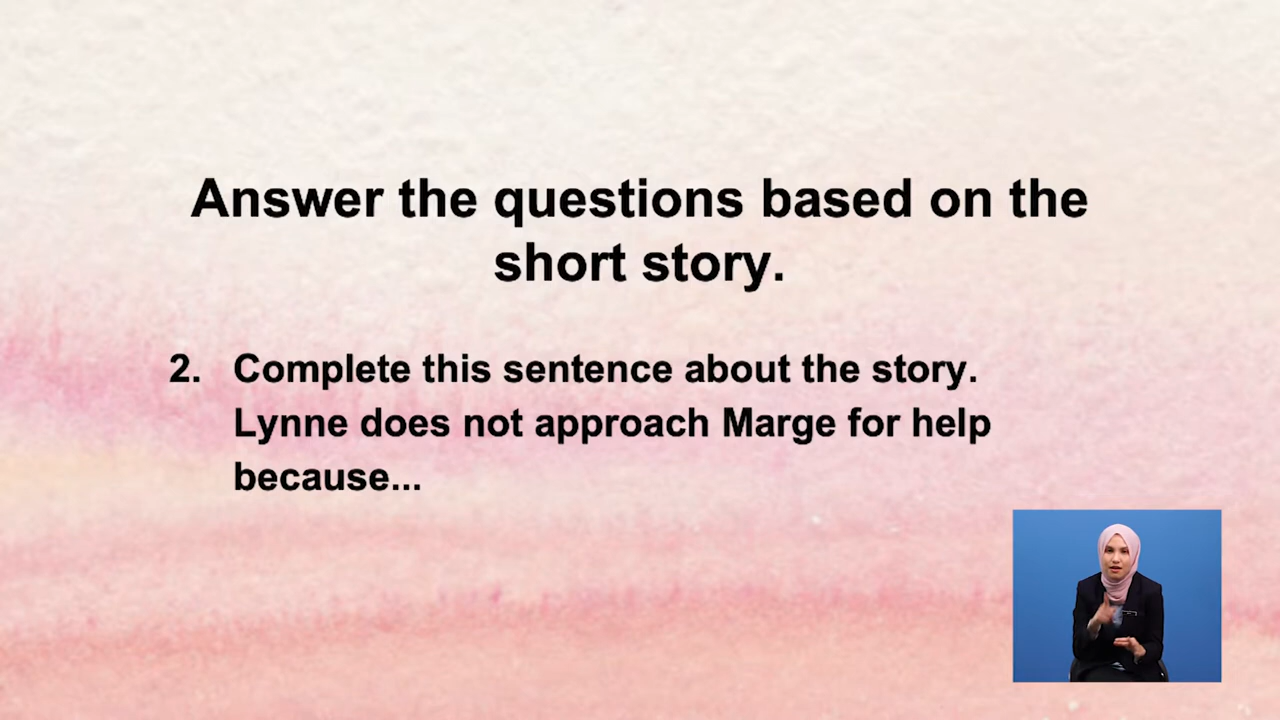 Answer the questions based on the
short story.
2. Complete this sentence about the story.
Lynne does not approach Marge for help
because...